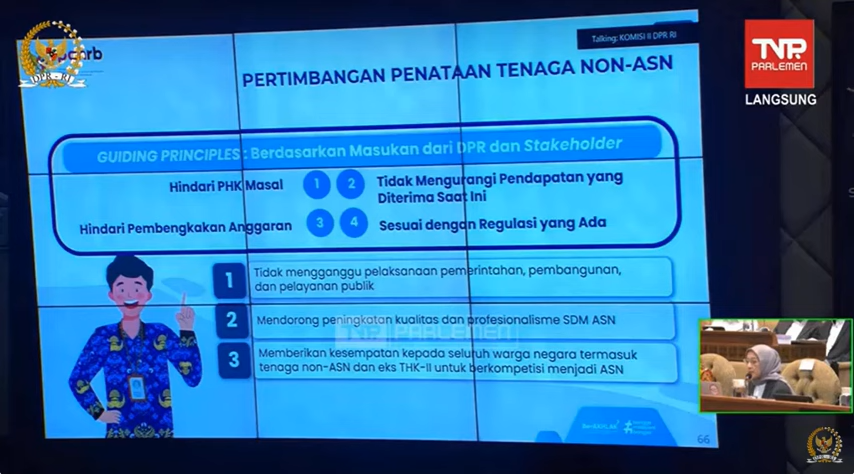 Talking: KOMISI II DPR RI
TVR
PARLEMEN
LANGSUNG
DPR-RI
PERTIMBANGAN PENATAAN TENAGA NON-ASN
GUIDING PRINCIPLES: Berdasarkan Masukan dari DPR dan Stakeholder
Hindari PHK Masal 1 2 Tidak Mengurangi Pendapatan yang
Diterima Saat Ini
Hindari Pembengkakan Anggaran 3 4 Sesuai dengan Regulasi yang Ada
1 Tidak mengganggu pelaksanaan pemerintahan, pembangunan,
dan pelayanan publik
2 Mendorong peningkatan kualitas dan profesionalisme SDM ASN
TVR PARLEMEN
3 Memberikan kesempatan kepada seluruh warga negara termasuk
tenaga non-ASN dan eks THK-II untuk berkompetisi menjadi ASN
66